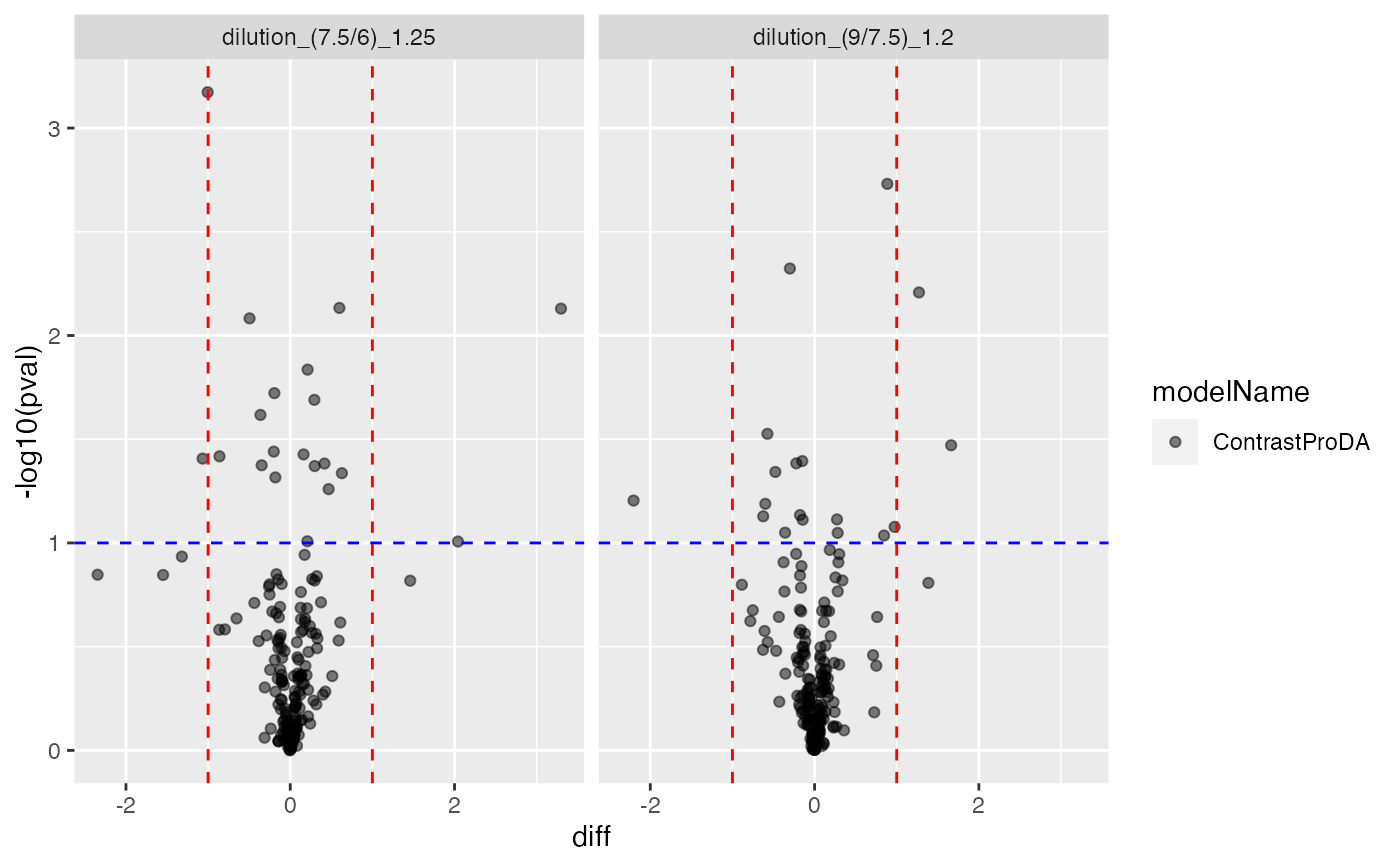 dilution_(7.5/6)_1.25
dilution_(9/7.5)_1.2
3
2
1
0
-log10(pval)
-2
0
2
-2
0
2
diff
modelName
ContrastProDA